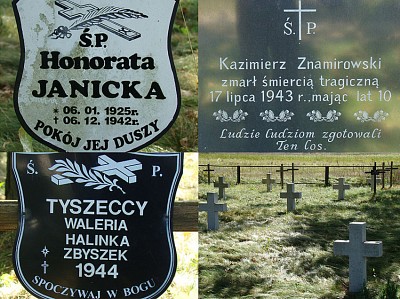 Ś.P.
Honorata
JANICKA
* 06. 01. 1925r.
† 06. 12. 1942r.
POKÓJ JEJ DUSZY
Ś P.
Kazimierz Znamirowski
zmarł śmiercią tragiczną
17 lipca 1943 r., mając lat 10
Ludzie ludziom zgotowali
Ten los.
Ś. P.
TYSZECCY
WALERIA
HALINKA
ZBYSZEK
1944
SPOCZYWAJ W BOGU